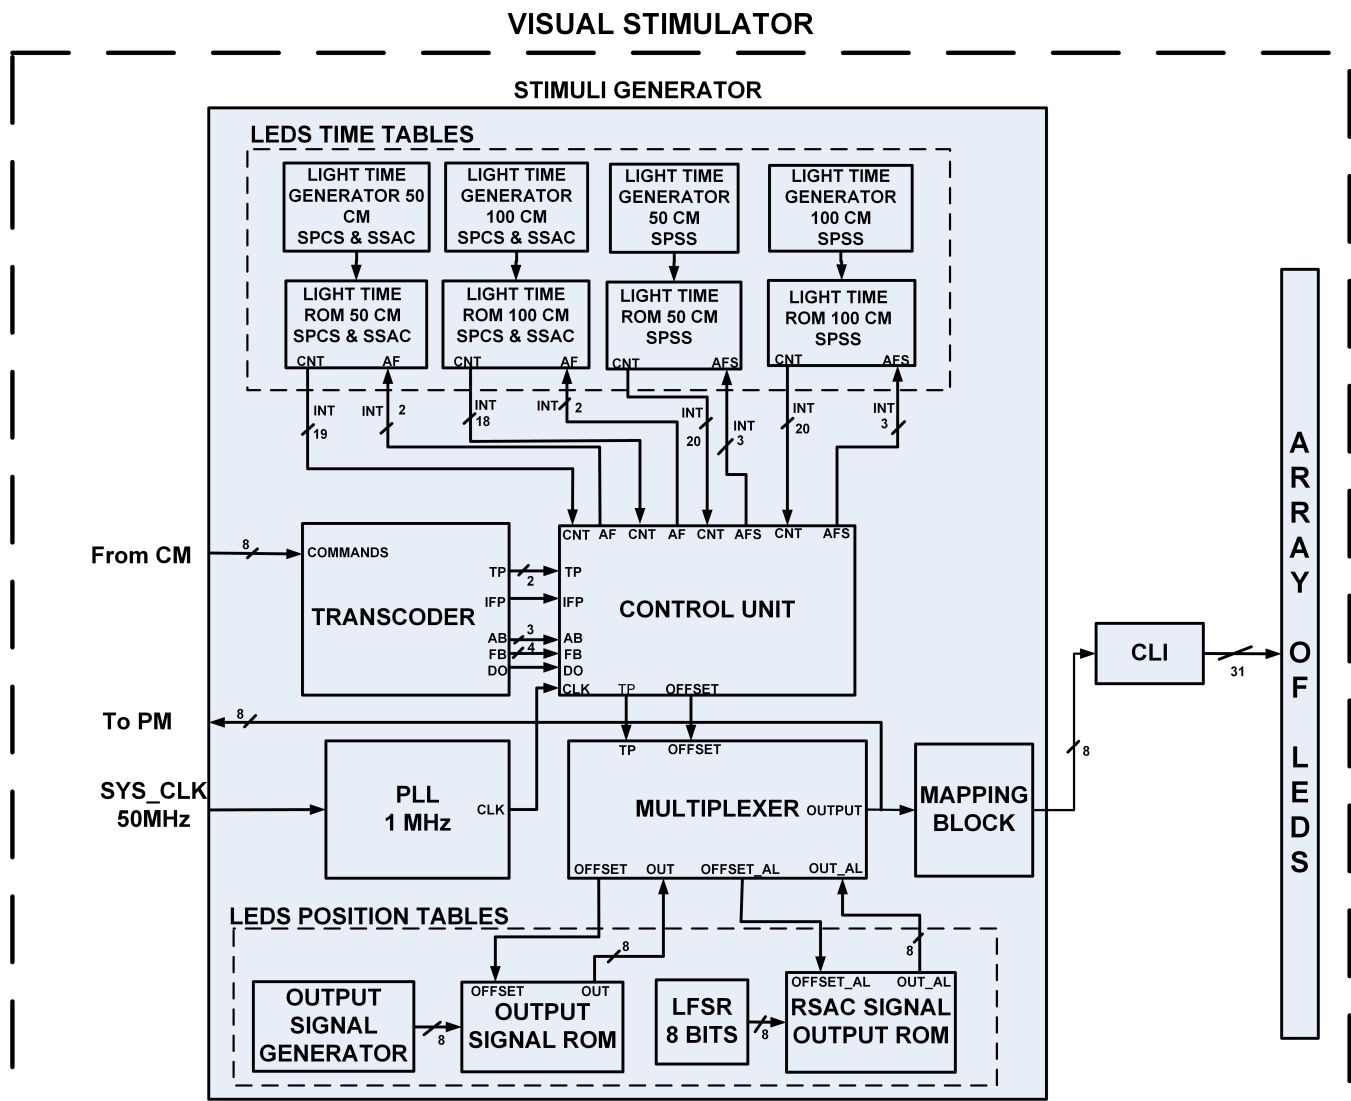 VISUAL STIMULATOR
STIMULI GENERATOR
LEDS TIME TABLES
LIGHT TIME
GENERATOR 50
CM
SPCS & SSAC
LIGHT TIME
GENERATOR
100 CM
SPCS & SSAC
LIGHT TIME
GENERATOR
50 CM
SPSS
LIGHT TIME
GENERATOR
100 CM
SPSS
LIGHT TIME
ROM 50 CM
SPCS & SSAC
CNT AF
LIGHT TIME
ROM 100 CM
SPCS & SSAC
CNT AF
LIGHT TIME
ROM 50 CM
SPSS
CNT AFS
LIGHT TIME
ROM 100 CM
SPSS
CNT AFS
INT
19
INT 2
INT
18
INT 2
INT
20
INT
3
INT
20
INT
3
From CM
8
COMMANDS
TRANSCODER
TP
IFP
AB
FB
DO
2
3
4
CNT AF CNT AF CNT AFS CNT AFS
TP
IFP
AB
FB
DO
CLK
CONTROL UNIT
TP OFFSET
To PM
8
SYS_CLK
50MHz
PLL
1 MHz
CLK
TP OFFSET
MULTIPLEXER
OUTPUT
OFFSET OUT OFFSET_AL OUT_AL
MAPPING
BLOCK
8
CLI
31
ARRAY OF LEDS
LEDS POSITION TABLES
OUTPUT
SIGNAL
GENERATOR
8
OFFSET OUT
OUTPUT
SIGNAL ROM
8
LFSR
8 BITS
8
OFFSET_AL OUT_AL
RSAC SIGNAL
OUTPUT ROM
8